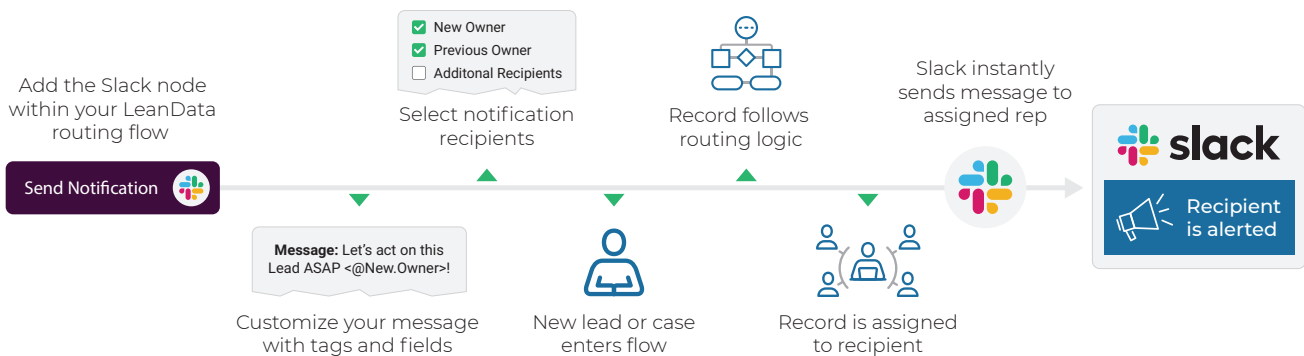 Add the Slack node
within your LeanData
routing flow
Send Notification
Message: Let's act on this
Lead ASAP <@New.Owner>!
Customize your message
with tags and fields
New Owner
Previous Owner
Additonal Recipients
Select notification
recipients
New lead or case
enters flow
Record follows
routing logic
Record is assigned
to recipient
Slack instantly
sends message to
assigned rep
slack
Recipient
is alerted